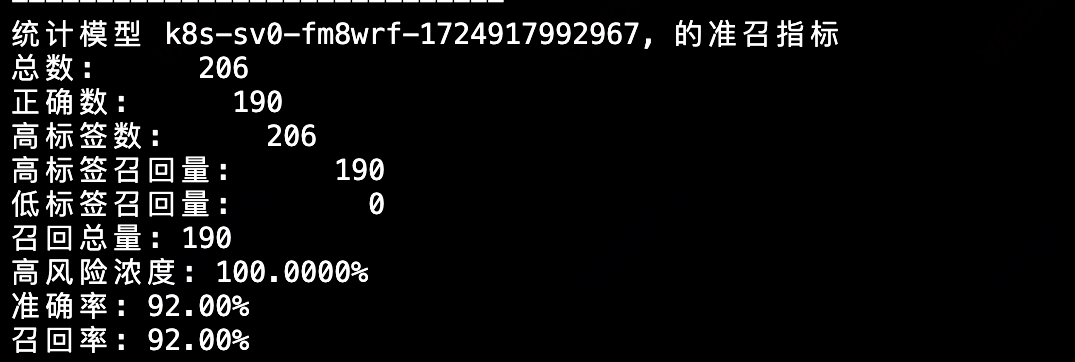 统计模型 k8s-sv0-fm8wrf-1724917992967, 的准召指标
总数:      206
正确数:      190
高标签数:      206
高标签召回量:      190
低标签召回量:        0
召回总量: 190
高风险浓度: 100.0000%
准确率: 92.00%
召回率: 92.00%